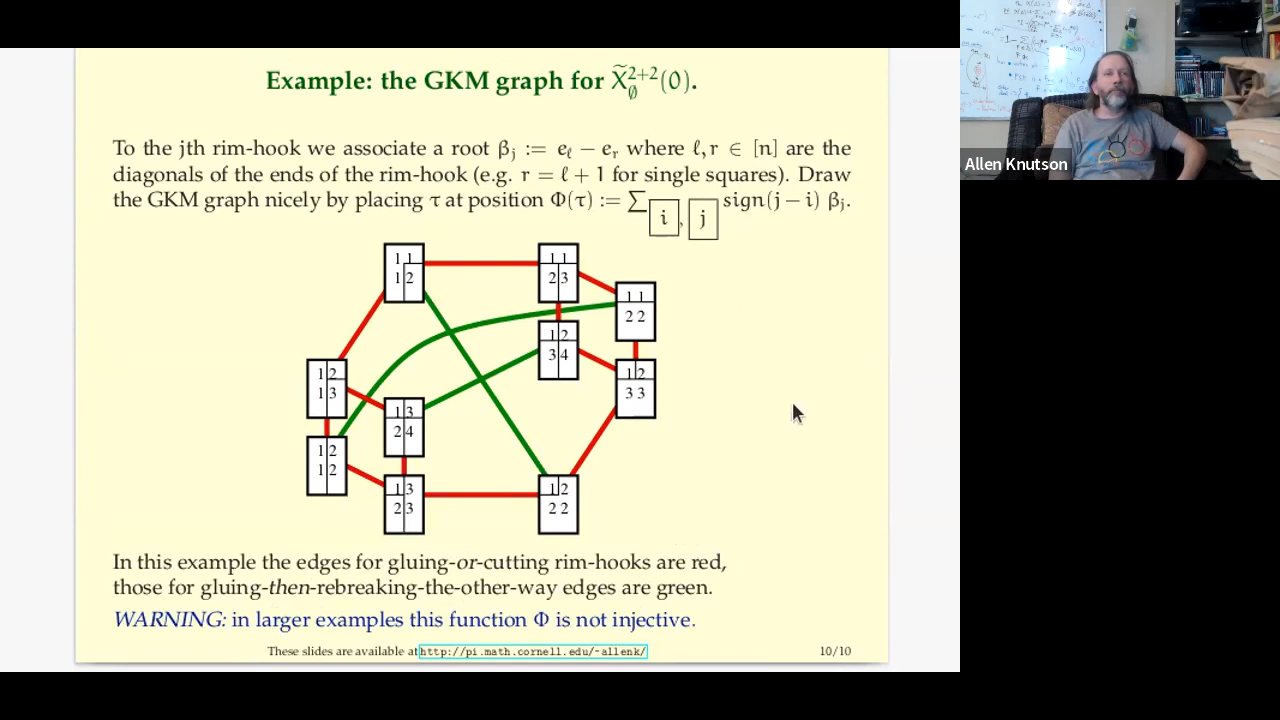 Example: the GKM graph for X̃_∅^{2+2}(0).
To the jth rim-hook we associate a root β_j := e_ℓ − e_r where ℓ, r ∈ [n] are the
diagonals of the ends of the rim-hook (e.g. r = ℓ + 1 for single squares). Draw
the GKM graph nicely by placing τ at position Φ(τ) := ∑_{i, j} sign(j − i) β_j.
1 1
1 2
1 1
2 3
1 1
2 2
1 2
3 4
1 2
1 3
1 2
3 3
1 3
2 4
1 2
1 2
1 3
2 3
1 2
2 2
In this example the edges for gluing-or-cutting rim-hooks are red,
those for gluing-then-rebreaking-the-other-way edges are green.
WARNING: in larger examples this function Φ is not injective.
These slides are available at http://pi.math.cornell.edu/~allenk/
10/10
Allen Knutson